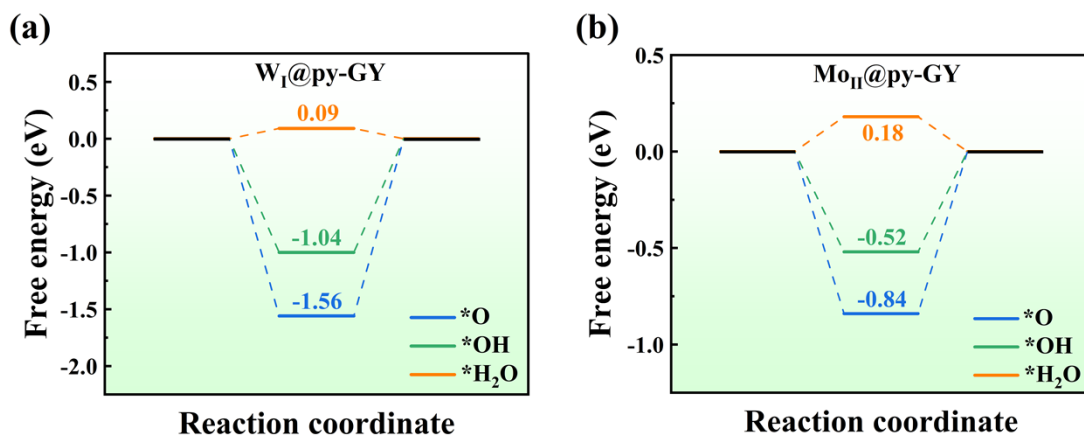 (a)
W_I@py-GY
0.5
0.0
-0.5
-1.0
-1.5
-2.0
Free energy (eV)
0.09
-1.04
-1.56
*O
*OH
*H₂O
Reaction coordinate
(b)
Mo_II@py-GY
0.5
0.0
-0.5
-1.0
Free energy (eV)
0.18
-0.52
-0.84
*O
*OH
*H₂O
Reaction coordinate